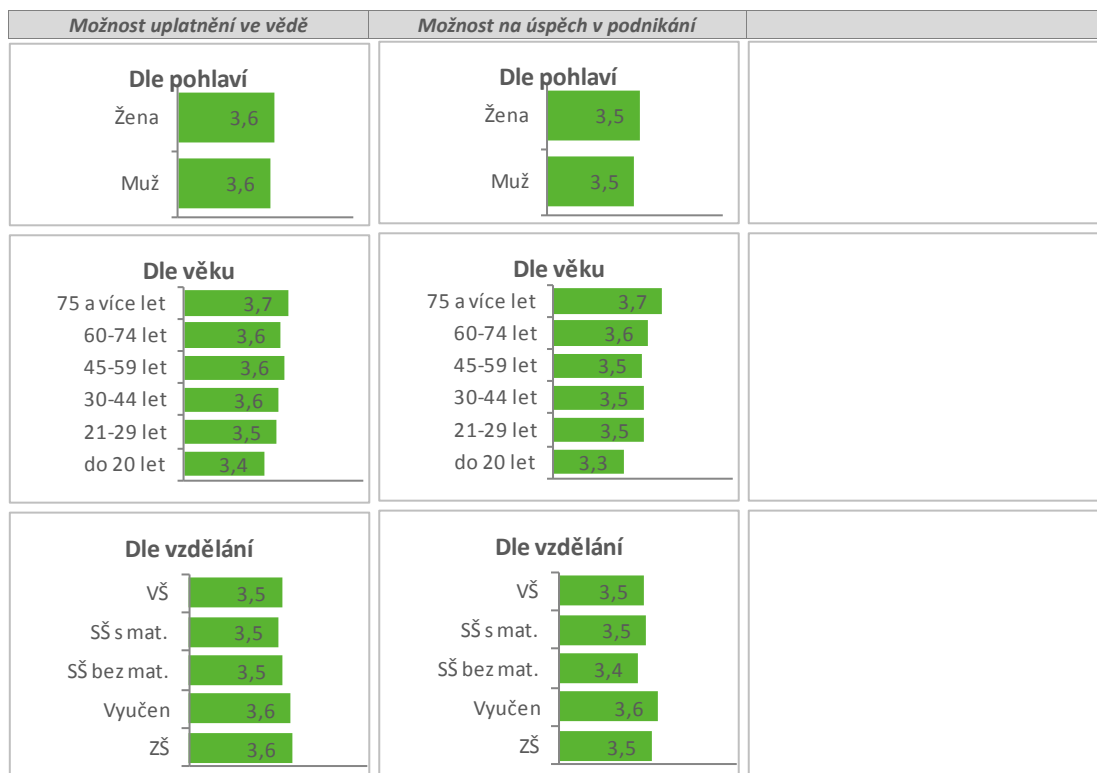 Možnost uplatnění ve vědě
Možnost na úspěch v podnikání
Dle pohlaví
Žena 3,6
Muž 3,6
Dle pohlaví
Žena 3,5
Muž 3,5
Dle věku
75 a více let 3,7
60-74 let 3,6
45-59 let 3,6
30-44 let 3,6
21-29 let 3,5
do 20 let 3,4
Dle věku
75 a více let 3,7
60-74 let 3,6
45-59 let 3,5
30-44 let 3,5
21-29 let 3,5
do 20 let 3,3
Dle vzdělání
VŠ 3,5
SŠ s mat. 3,5
SŠ bez mat. 3,5
Vyučen 3,6
ZŠ 3,6
Dle vzdělání
VŠ 3,5
SŠ s mat. 3,5
SŠ bez mat. 3,4
Vyučen 3,6
ZŠ 3,5